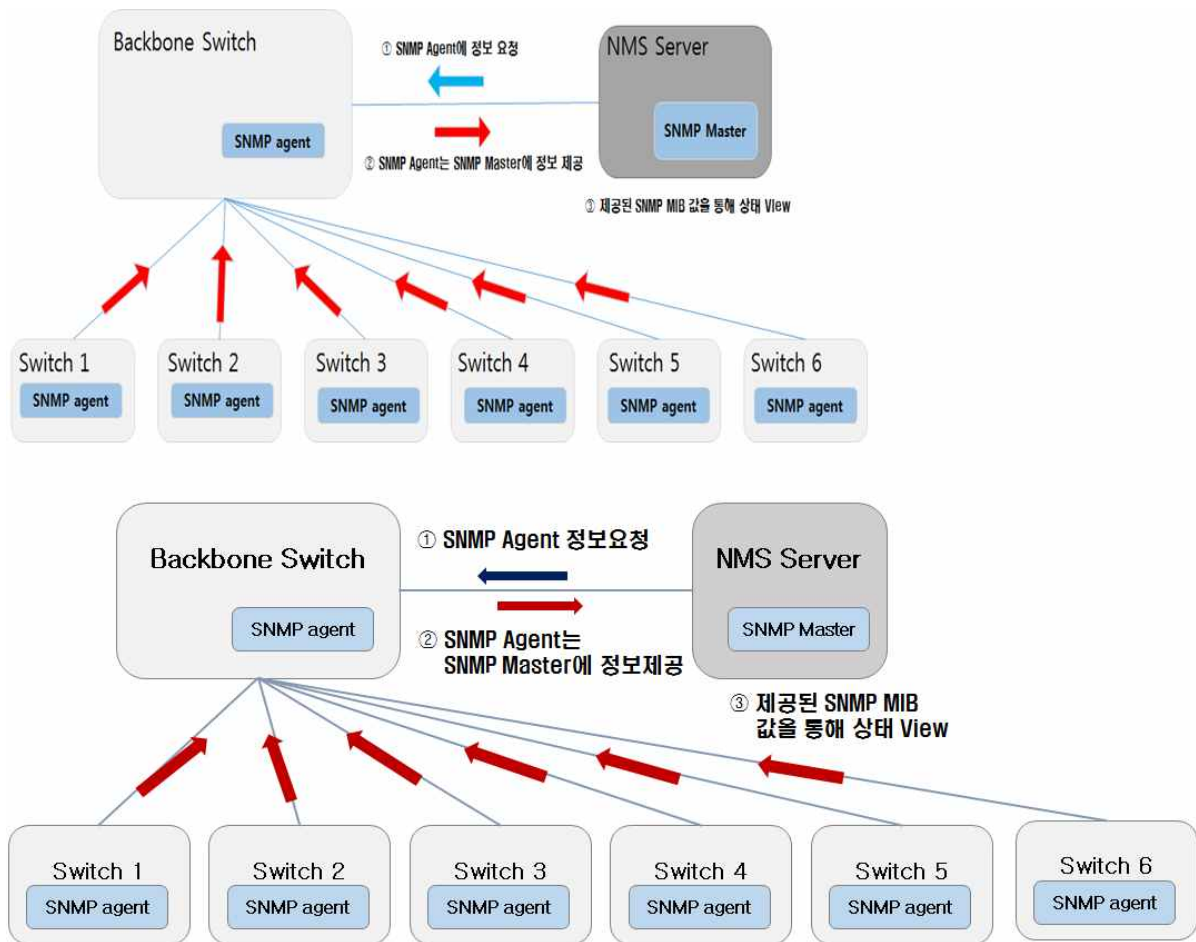 Backbone Switch
① SNMP Agent에 정보 요청
NMS Server
SNMP agent
SNMP Master
② SNMP Agent는 SNMP Master에 정보 제공
③ 제공된 SNMP MIB 값을 통해 상태 View
Switch 1
Switch 2
Switch 3
Switch 4
Switch 5
Switch 6
SNMP agent
SNMP agent
SNMP agent
SNMP agent
SNMP agent
SNMP agent
Backbone Switch
① SNMP Agent 정보요청
NMS Server
SNMP agent
SNMP Master
② SNMP Agent는
SNMP Master에 정보제공
③ 제공된 SNMP MIB
값을 통해 상태 View
Switch 1
Switch 2
Switch 3
Switch 4
Switch 5
Switch 6
SNMP agent
SNMP agent
SNMP agent
SNMP agent
SNMP agent
SNMP agent